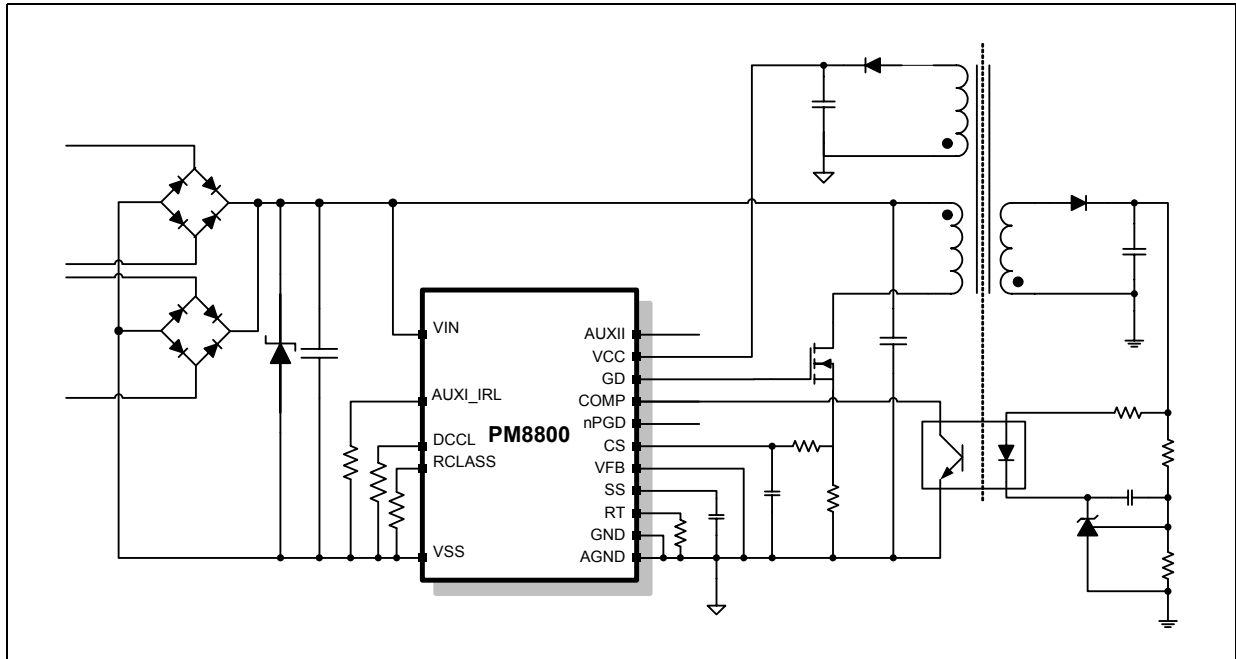 VIN
AUXI_IRL
DCCL
RCLASS
VSS
PM8800
AUXII
VCC
GD
COMP
nPGD
CS
VFB
SS
RT
GND
AGND